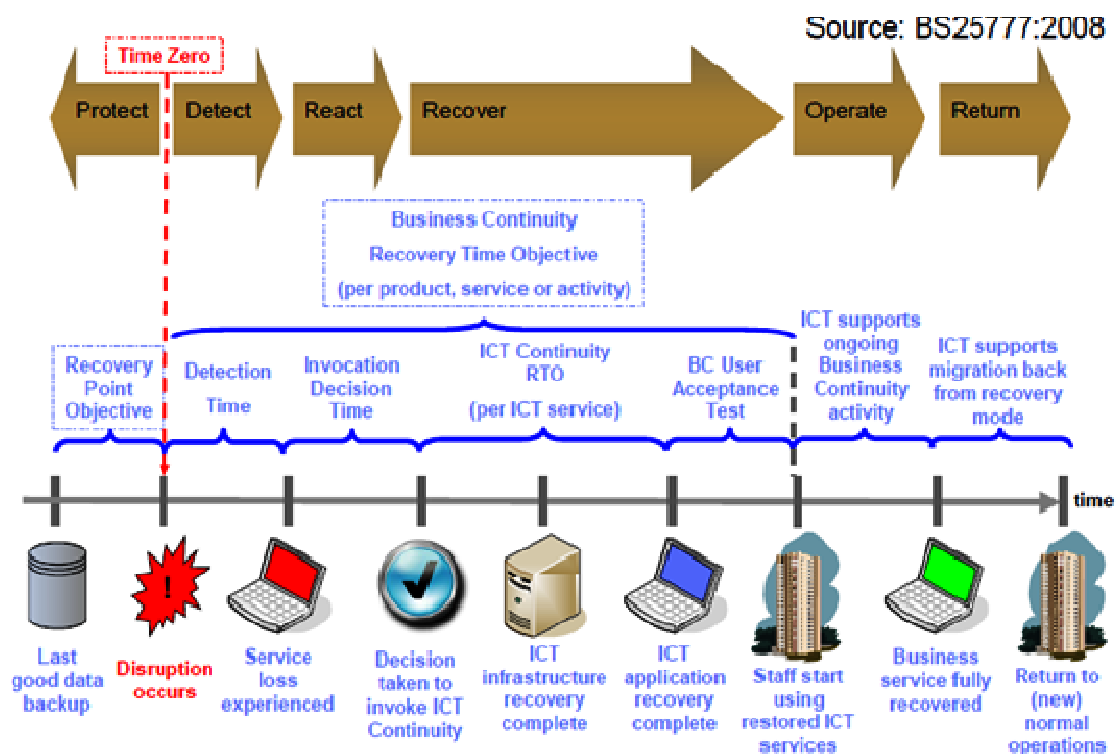 Source: BS25777:2008
Time Zero
Protect
Detect
React
Recover
Operate
Return
Business Continuity
Recovery Time Objective
(per product, service or activity)
Recovery
Point
Objective
Detection
Time
Invocation
Decision
Time
ICT Continuity
RTO
(per ICT service)
BC User
Acceptance
Test
ICT supports
ongoing
Business
Continuity
activity
ICT supports
migration back
from recovery
mode
time
!
Last
good data
backup
Disruption
occurs
Service
loss
experienced
Decision
taken to
invoke ICT
Continuity
ICT
infrastructure
recovery
complete
ICT
application
recovery
complete
Staff start
using
restored ICT
services
Business
service fully
recovered
Return to
(new)
normal
operations